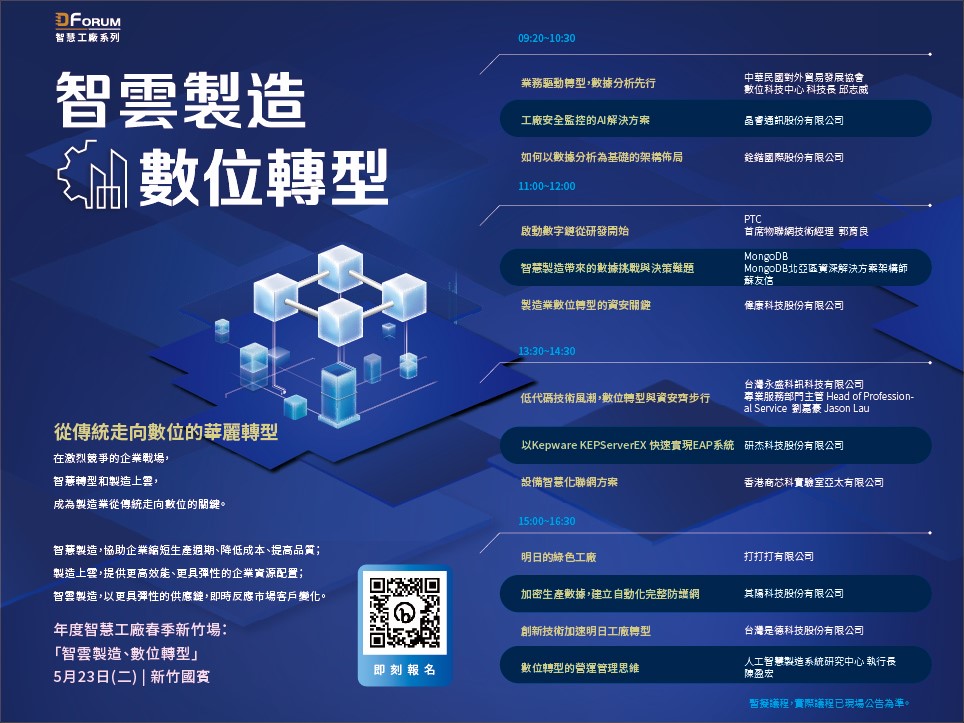 DFORUM
智慧工廠系列
智雲製造
數位轉型
從傳統走向數位的華麗轉型
在激烈競爭的企業戰場，
智慧轉型和製造上雲，
成為製造業從傳統走向數位的關鍵。
智慧製造，協助企業縮短生產週期、降低成本、提高品質；
製造上雲，提供更高效能、更具彈性的企業資源配置；
智雲製造，以更具彈性的供應鏈，即時反應市場客戶變化。
年度智慧工廠春季新竹場：
「智雲製造、數位轉型」
5月23日(二) | 新竹國賓
即刻報名
09:20~10:30
業務驅動轉型，數據分析先行
中華民國對外貿易發展協會
數位科技中心 科技長 邱志威
工廠安全監控的AI解決方案
晶睿通訊股份有限公司
如何以數據分析為基礎的架構佈局
銓鍇國際股份有限公司
11:00~12:00
啟動數字鏈從研發開始
PTC
首席物聯網技術經理 郭育良
智慧製造帶來的數據挑戰與決策難題
MongoDB
MongoDB北亞區資深解決方案架構師
蘇友信
製造業數位轉型的資安關鍵
偉康科技股份有限公司
13:30~14:30
低代碼技術風潮，數位轉型與資安齊步行
台灣永盛科訊科技有限公司
專業服務部門主管 Head of Profession-
al Service 劉嘉豪 Jason Lau
以Kepware KEPServerEX 快速實現EAP系統
研杰科技股份有限公司
設備智慧化聯網方案
香港商芯科實驗室亞太有限公司
15:00~16:30
明日的綠色工廠
打打打有限公司
加密生產數據，建立自動化完整防護網
其陽科技股份有限公司
創新技術加速明日工廠轉型
台灣是德科技股份有限公司
數位轉型的營運管理思維
人工智慧製造系統研究中心 執行長
陳盈宏
暫擬議程，實際議程已現場公告為準。